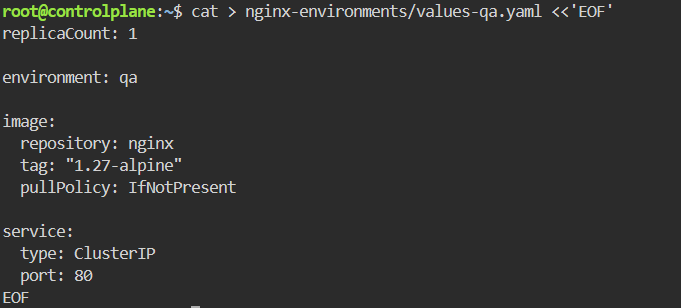 root@controlplane:~$ cat > nginx-environments/values-qa.yaml <<'EOF'
replicaCount: 1

environment: qa

image:
  repository: nginx
  tag: "1.27-alpine"
  pullPolicy: IfNotPresent

service:
  type: ClusterIP
  port: 80
EOF